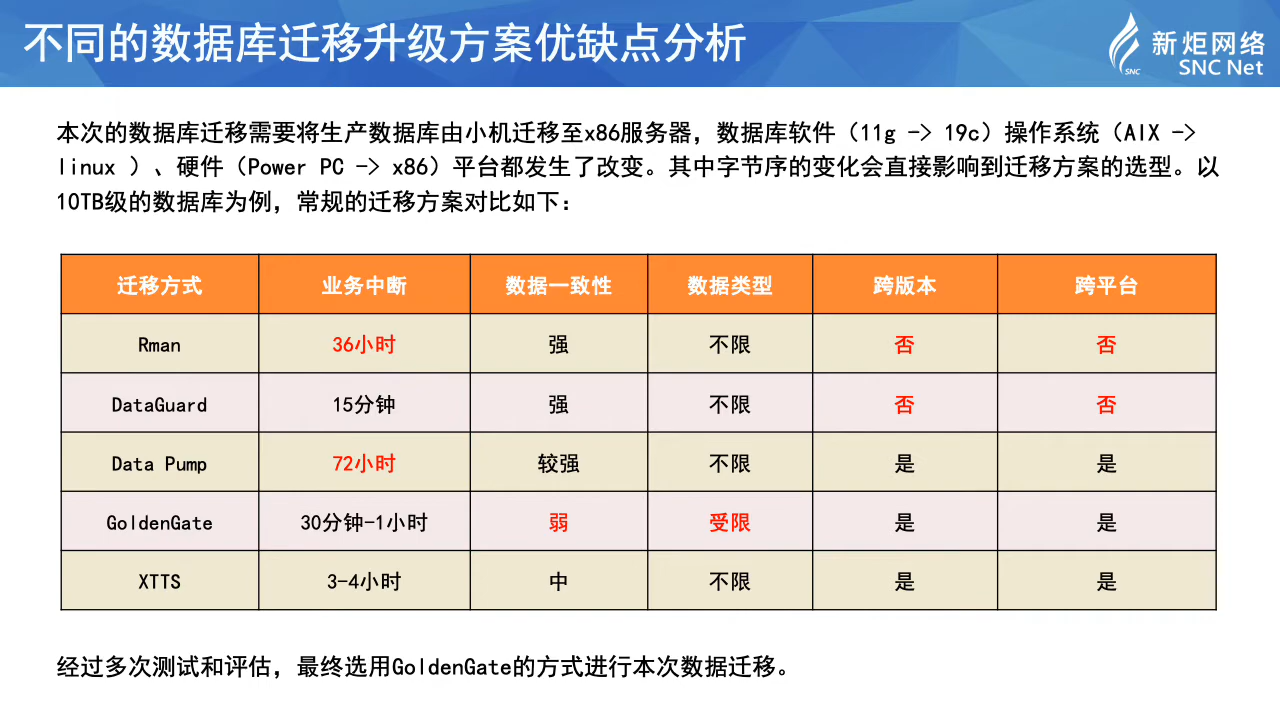 不同的数据库迁移升级方案优缺点分析
新炬网络
SNC
SNC Net
本次的数据库迁移需要将生产数据库由小机迁移至x86服务器，数据库软件（11g -> 19c）操作系统（AIX ->
linux ）、硬件（Power PC -> x86）平台都发生了改变。其中字节序的变化会直接影响到迁移方案的选型。以
10TB级的数据库为例，常规的迁移方案对比如下：
迁移方式 业务中断 数据一致性 数据类型 跨版本 跨平台
Rman 36小时 强 不限 否 否
DataGuard 15分钟 强 不限 否 否
Data Pump 72小时 较强 不限 是 是
GoldenGate 30分钟-1小时 弱 受限 是 是
XTTS 3-4小时 中 不限 是 是
经过多次测试和评估，最终选用GoldenGate的方式进行本次数据迁移。